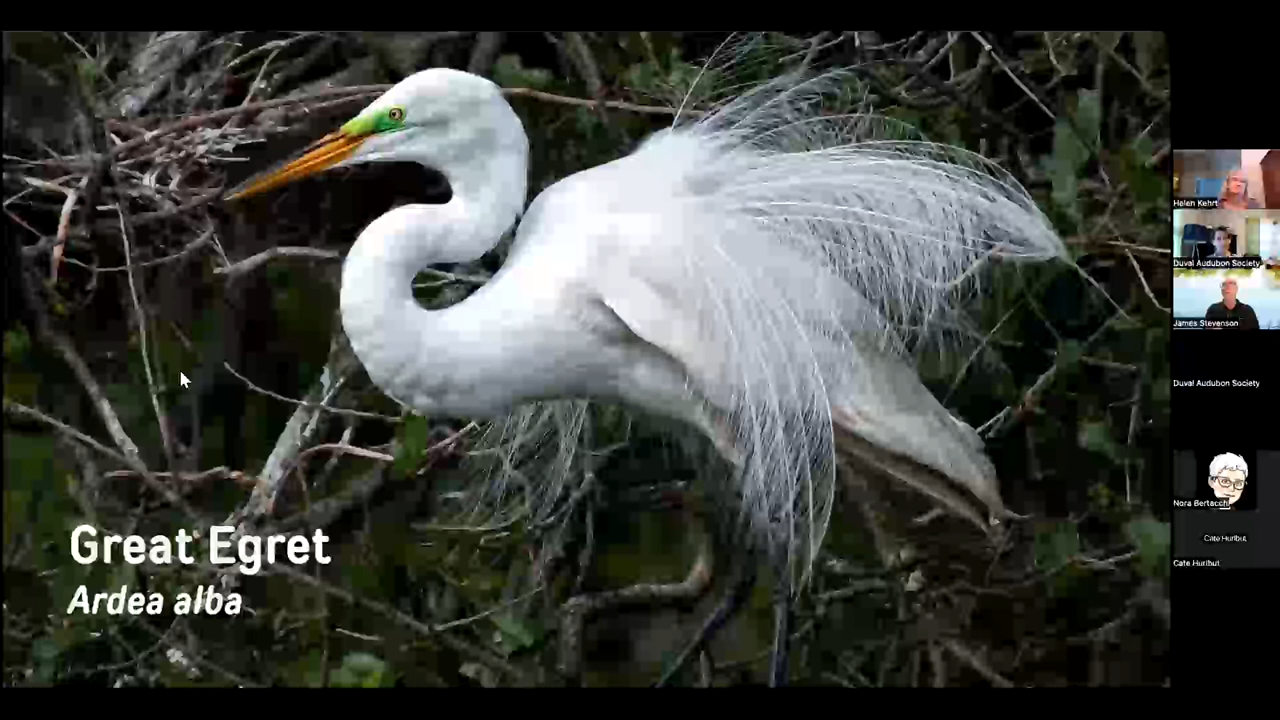 Great Egret
Ardea alba
Helen Kehrt
Duval Audubon Society
James Stevenson
Duval Audubon Society
Nora Bertacchi
Cate Hurlbut
Cate Hurlbut